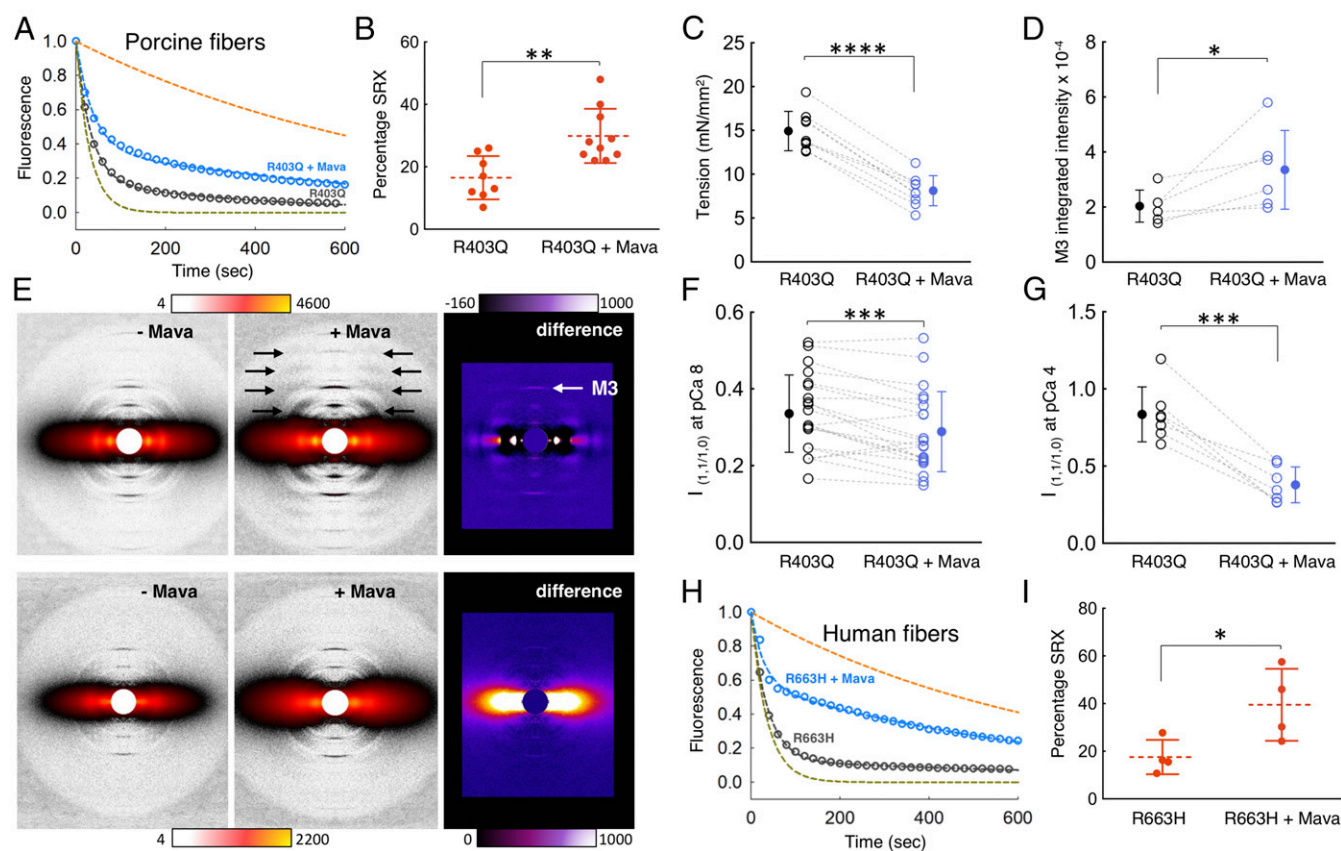 A
Porcine fibers
Fluorescence
1.0
0.8
0.6
0.4
0.2
0.0
R403Q + Mava
R403Q
0
200
400
600
Time (sec)
B
Percentage SRX
60
40
20
0
**
R403Q
R403Q + Mava
C
Tension (mN/mm²)
25
20
15
10
5
0
****
R403Q
R403Q + Mava
D
M3 integrated intensity x 10⁻⁴
8
6
4
2
0
*
R403Q
R403Q + Mava
E
4
4600
-160
1000
- Mava
+ Mava
difference
M3
- Mava
+ Mava
difference
4
2200
0
1000
F
I (1,1/1,0) at pCa 8
0.6
0.4
0.2
0.0
***
R403Q
R403Q + Mava
G
I (1,1/1,0) at pCa 4
1.5
1.0
0.5
0.0
***
R403Q
R403Q + Mava
H
Human fibers
Fluorescence
1.0
0.8
0.6
0.4
0.2
0.0
R663H + Mava
R663H
0
200
400
600
Time (sec)
I
Percentage SRX
80
60
40
20
0
*
R663H
R663H + Mava